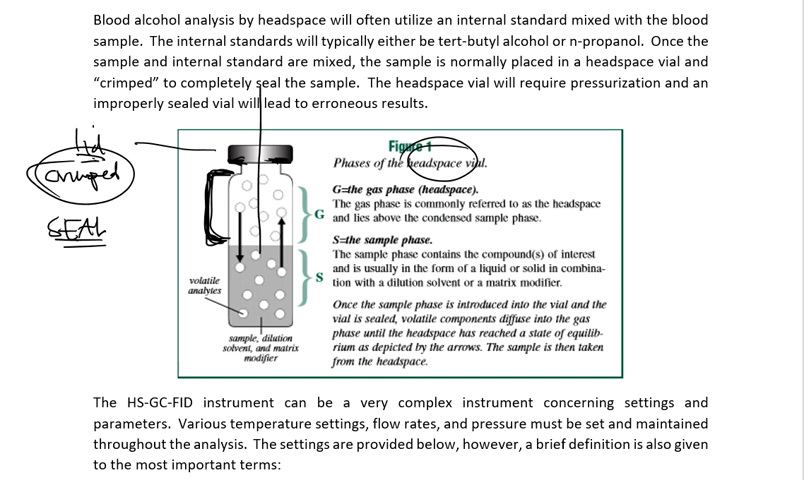 Blood alcohol analysis by headspace will often utilize an internal standard mixed with the blood
sample. The internal standards will typically either be tert-butyl alcohol or n-propanol. Once the
sample and internal standard are mixed, the sample is normally placed in a headspace vial and
“crimped” to completely seal the sample. The headspace vial will require pressurization and an
improperly sealed vial will lead to erroneous results.
lid
crimped
SEAL
Figure 1
Phases of the headspace vial.
G=the gas phase (headspace).
The gas phase is commonly referred to as the headspace
and lies above the condensed sample phase.
G
S=the sample phase.
The sample phase contains the compound(s) of interest
and is usually in the form of a liquid or solid in combina-
tion with a dilution solvent or a matrix modifier.
S
volatile
analytes
Once the sample phase is introduced into the vial and the
vial is sealed, volatile components diffuse into the gas
phase until the headspace has reached a state of equilib-
rium as depicted by the arrows. The sample is then taken
from the headspace.
sample, dilution
solvent, and matrix
modifier
The HS-GC-FID instrument can be a very complex instrument concerning settings and
parameters. Various temperature settings, flow rates, and pressure must be set and maintained
throughout the analysis. The settings are provided below, however, a brief definition is also given
to the most important terms: